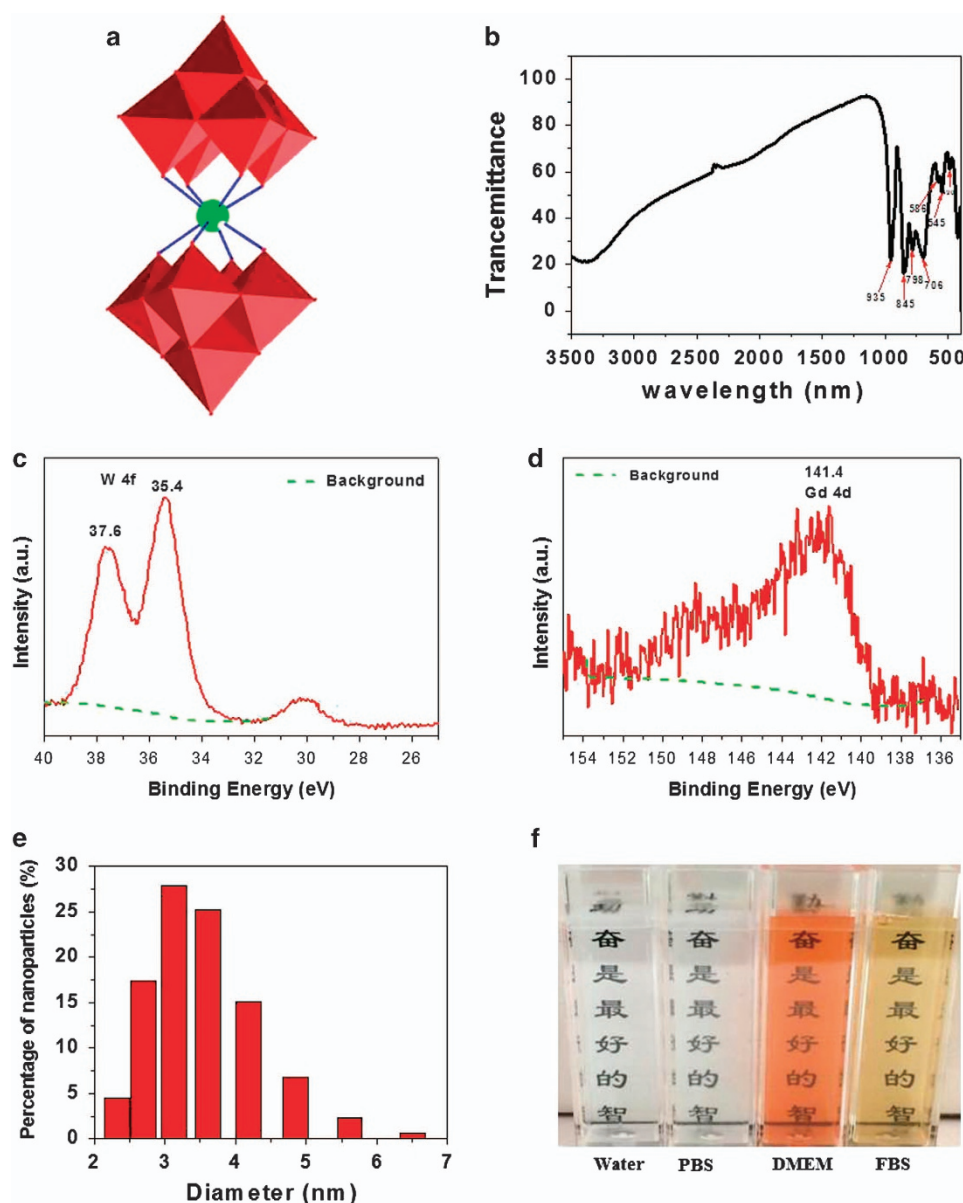 a
b
100
80
60
40
20
0
Trancemittance
586
545
935
845
798
706
3500 3000 2500 2000 1500 1000 500
wavelength (nm)
c
W 4f
35.4
37.6
Background
Intensity (a.u.)
40 38 36 34 32 30 28 26
Binding Energy (eV)
d
Background
141.4
Gd 4d
Intensity (a.u.)
154 152 150 148 146 144 142 140 138 136
Binding Energy (eV)
e
30
25
20
15
10
5
0
Percentage of nanoparticles (%)
2 3 4 5 6 7
Diameter (nm)
f
勤 勤 勤 勤
奋 奋 奋 奋
是 是 是 是
最 最 最 最
好 好 好 好
的 的 的 的
智 智 智 智
Water PBS DMEM FBS